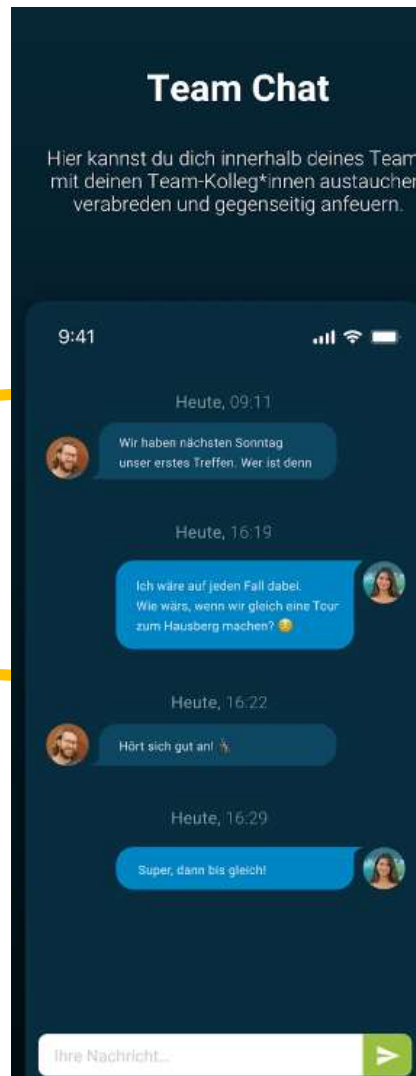 Team Chat
Hier kannst du dich innerhalb deines Team
mit deinen Team-Kolleg*innen austauschen
verabreden und gegenseitig anfeuern.
9:41
Heute, 09:11
Wir haben nächsten Sonntag
unser erstes Treffen. Wer ist denn
Heute, 16:19
Ich wäre auf jeden Fall dabei.
Wie wärs, wenn wir gleich eine Tour
zum Hausberg machen? 😊
Heute, 16:22
Hört sich gut an!
Heute, 16:29
Super, dann bis gleich!
Ihre Nachricht...